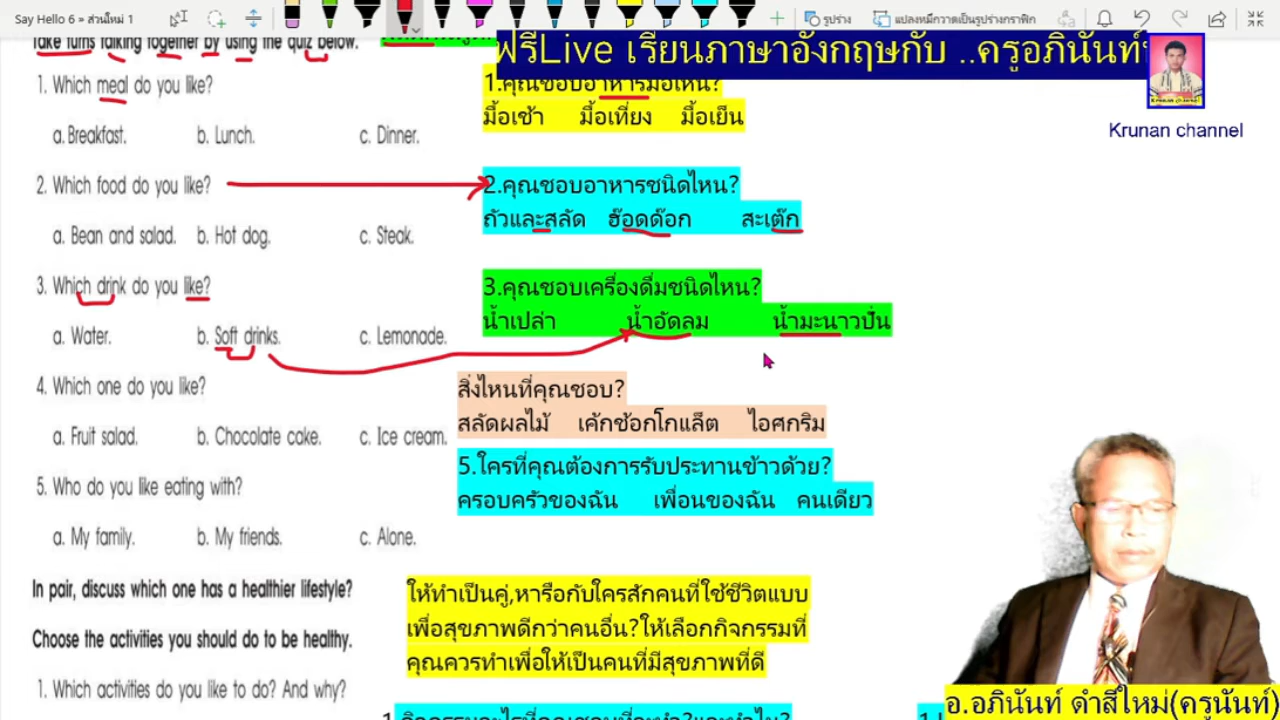 Say Hello 6 » ส่วนใหม่ 1
รูปร่าง
แปลงหมึกวาดเป็นรูปร่างกราฟิก
Take turns talking together by using the quiz below.
ฟรีLive เรียนภาษาอังกฤษกับ ..ครูอภินันท์
Krunan channel
1. Which meal do you like?
1.คุณชอบอาหารมื้อไหน?
a. Breakfast. b. Lunch. c. Dinner.
มื้อเช้า มื้อเที่ยง มื้อเย็น
2. Which food do you like?
2.คุณชอบอาหารชนิดไหน?
a. Bean and salad. b. Hot dog. c. Steak.
ถัวและสลัด ฮ๊อดด๊อก สะเต๊ก
3. Which drink do you like?
3.คุณชอบเครื่องดื่มชนิดไหน?
a. Water. b. Soft drinks. c. Lemonade.
น้ำเปล่า น้ำอัดลม น้ำมะนาวปั่น
4. Which one do you like?
สิ่งไหนที่คุณชอบ?
a. Fruit salad. b. Chocolate cake. c. Ice cream.
สลัดผลไม้ เค้กช้อกโกแล็ต ไอศกริม
5. Who do you like eating with?
5.ใครที่คุณต้องการรับประทานข้าวด้วย?
a. My family. b. My friends. c. Alone.
ครอบครัวของฉัน เพื่อนของฉัน คนเดียว
In pair, discuss which one has a healthier lifestyle?
Choose the activities you should do to be healthy.
ให้ทำเป็นคู่,หารือกับใครสักคนที่ใช้ชีวิตแบบ
เพื่อสุขภาพดีกว่าคนอื่น?ให้เลือกกิจกรรมที่
คุณควรทำเพื่อให้เป็นคนที่มีสุขภาพที่ดี
1. Which activities do you like to do? And why?
อ.อภินันท์ ดำสีใหม่(ครูนันท์)